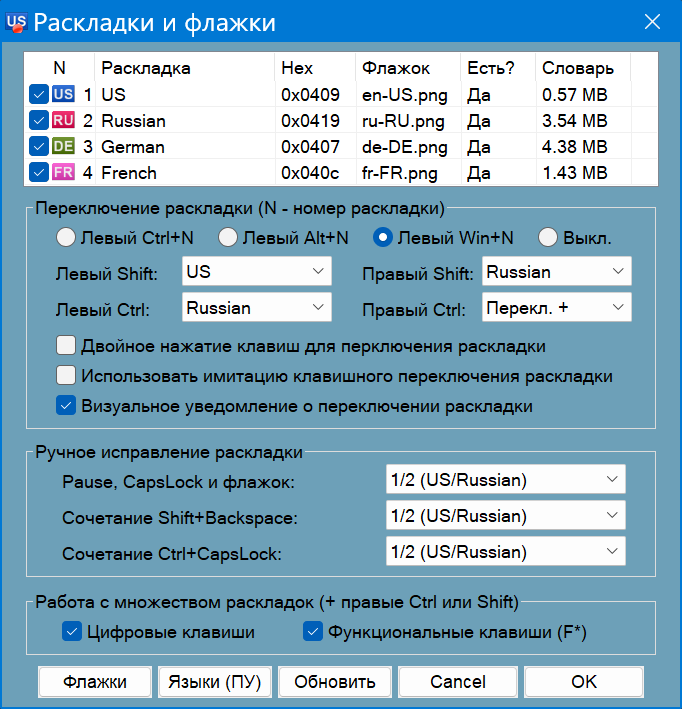 US Раскладки и флажки
N Раскладка Hex Флажок Есть? Словарь
US 1 US 0x0409 en-US.png Да 0.57 MB
RU 2 Russian 0x0419 ru-RU.png Да 3.54 MB
DE 3 German 0x0407 de-DE.png Да 4.38 MB
FR 4 French 0x040c fr-FR.png Да 1.43 MB
Переключение раскладки (N - номер раскладки)
Левый Ctrl+N Левый Alt+N Левый Win+N Выкл.
Левый Shift: US Правый Shift: Russian
Левый Ctrl: Russian Правый Ctrl: Перекл. +
Двойное нажатие клавиш для перключения раскладки
Использовать имитацию клавишного переключения раскладки
Визуальное уведомление о переключении раскладки
Ручное исправление раскладки
Pause, CapsLock и флажок: 1/2 (US/Russian)
Сочетание Shift+Backspace: 1/2 (US/Russian)
Сочетание Ctrl+CapsLock: 1/2 (US/Russian)
Работа с множеством раскладок (+ правые Ctrl или Shift)
Цифровые клавиши Функциональные клавиши (F*)
Флажки Языки (ПУ) Обновить Cancel OK